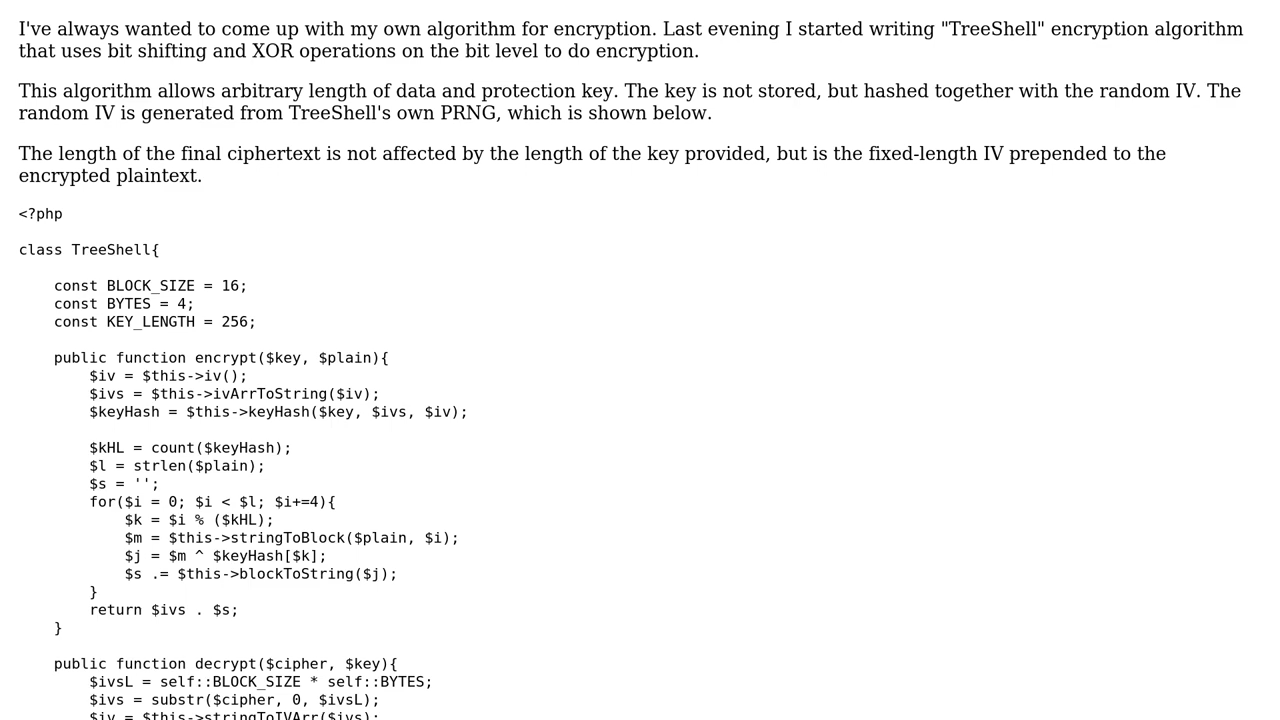 I've always wanted to come up with my own algorithm for encryption. Last evening I started writing "TreeShell" encryption algorithm
that uses bit shifting and XOR operations on the bit level to do encryption.
This algorithm allows arbitrary length of data and protection key. The key is not stored, but hashed together with the random IV. The
random IV is generated from TreeShell's own PRNG, which is shown below.
The length of the final ciphertext is not affected by the length of the key provided, but is the fixed-length IV prepended to the
encrypted plaintext.
<?php
class TreeShell{
    const BLOCK_SIZE = 16;
    const BYTES = 4;
    const KEY_LENGTH = 256;
    public function encrypt($key, $plain){
        $iv = $this->iv();
        $ivs = $this->ivArrToString($iv);
        $keyHash = $this->keyHash($key, $ivs, $iv);
        $kHL = count($keyHash);
        $l = strlen($plain);
        $s = '';
        for($i = 0; $i < $l; $i+=4){
            $k = $i % ($kHL);
            $m = $this->stringToBlock($plain, $i);
            $j = $m ^ $keyHash[$k];
            $s .= $this->blockToString($j);
        }
        return $ivs . $s;
    }
    public function decrypt($cipher, $key){
        $ivsL = self::BLOCK_SIZE * self::BYTES;
        $ivs = substr($cipher, 0, $ivsL);
        $iv = $this->stringToIVArr($ivs);